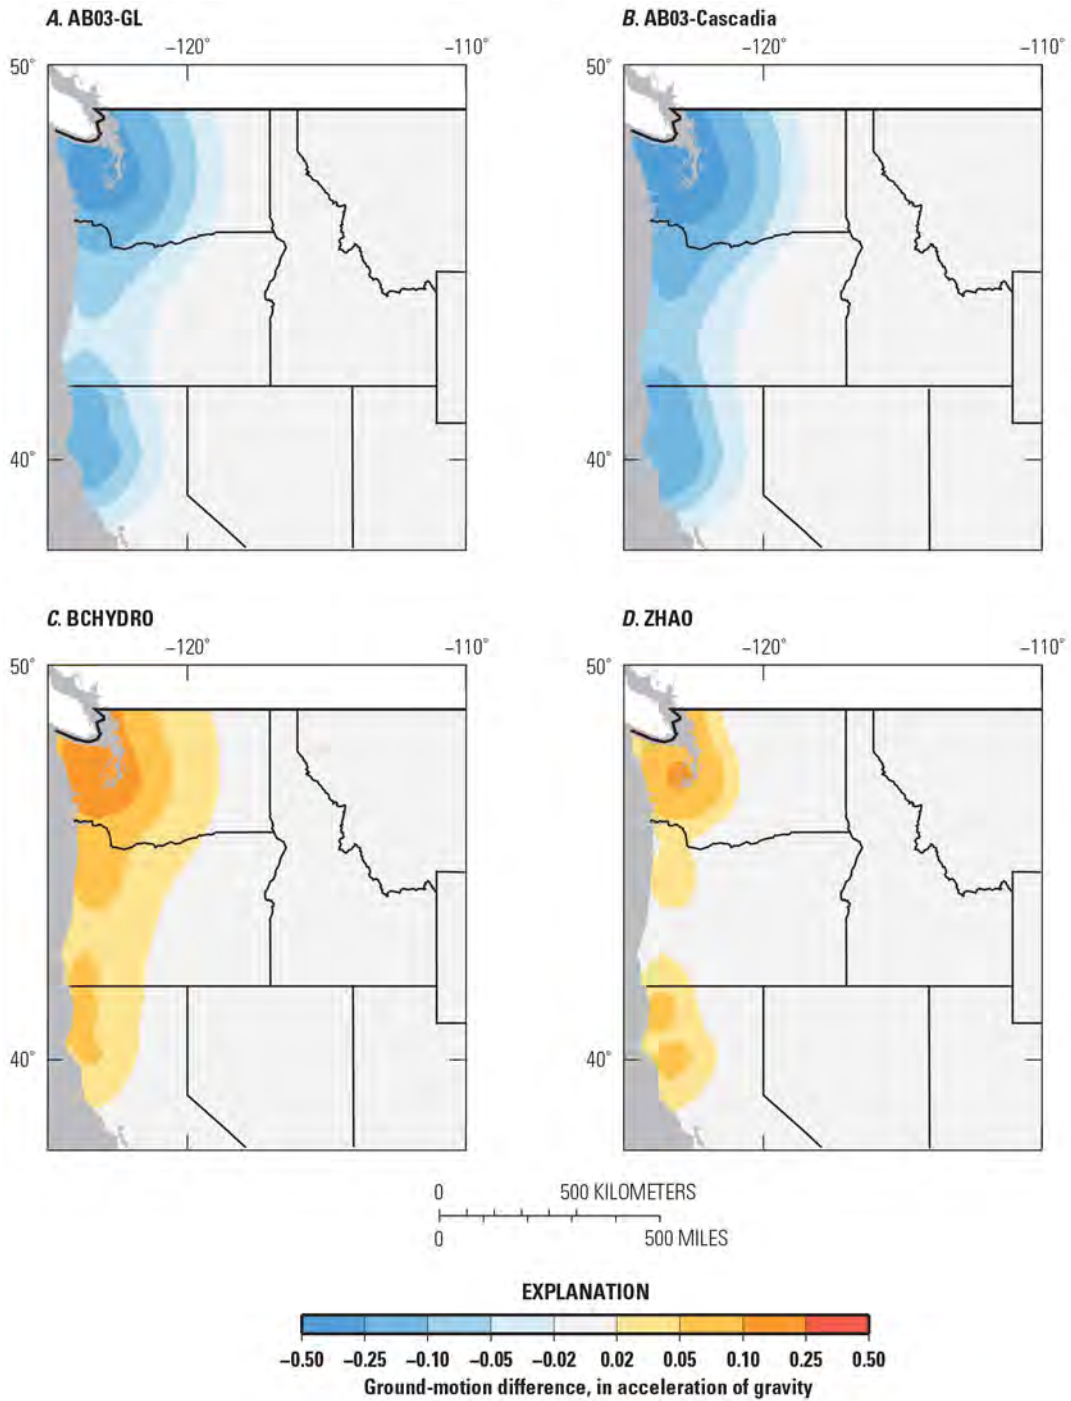 A. AB03-GL
B. AB03-Cascadia
−120°
−110°
−120°
−110°
50°
50°
40°
40°
C. BCHYDRO
D. ZHAO
−120°
−110°
−120°
−110°
50°
50°
40°
40°
0
500 KILOMETERS
0
500 MILES
EXPLANATION
−0.50 −0.25 −0.10 −0.05 −0.02 0.02 0.05 0.10 0.25 0.50
Ground-motion difference, in acceleration of gravity